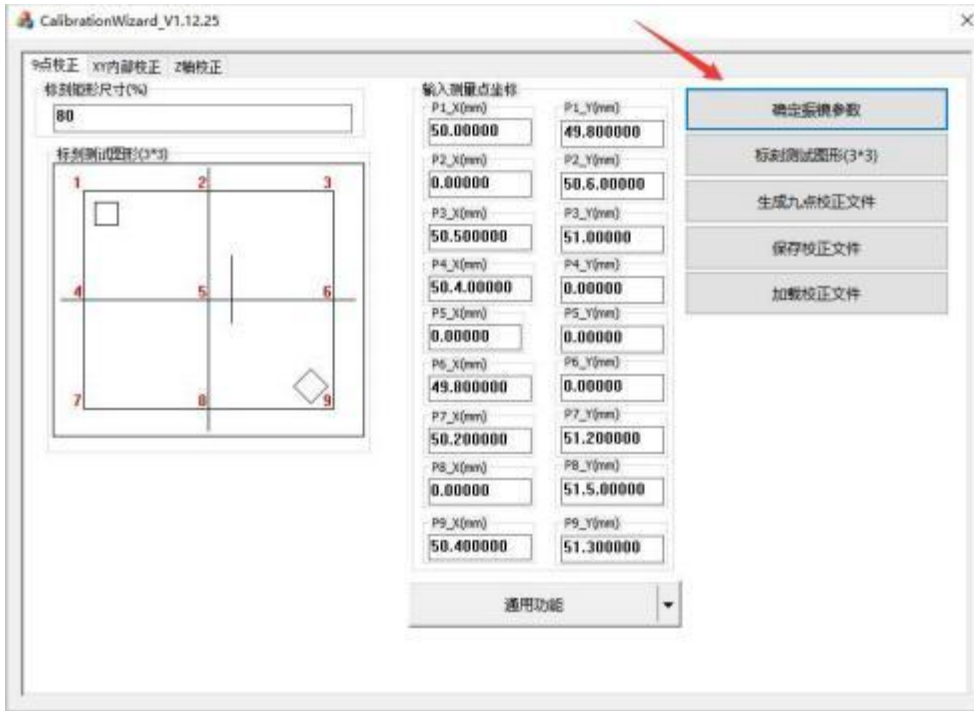 CalibrationWizard_V1.12.25
9点校正 XY内部校正 Z轴校正
标刻矩形尺寸(%)
80
标刻测试图形(3*3)
1 2 3
4 5 6
7 8 9
输入测量点坐标
P1_X(mm) P1_Y(mm)
50.00000 49.800000
P2_X(mm) P2_Y(mm)
0.00000 50.6.00000
P3_X(mm) P3_Y(mm)
50.500000 51.00000
P4_X(mm) P4_Y(mm)
50.4.00000 0.00000
P5_X(mm) P5_Y(mm)
0.00000 0.00000
P6_X(mm) P6_Y(mm)
49.800000 0.00000
P7_X(mm) P7_Y(mm)
50.200000 51.200000
P8_X(mm) P8_Y(mm)
0.00000 51.5.00000
P9_X(mm) P9_Y(mm)
50.400000 51.300000
通用功能
确定振镜参数
标刻测试图形(3*3)
生成九点校正文件
保存校正文件
加载校正文件